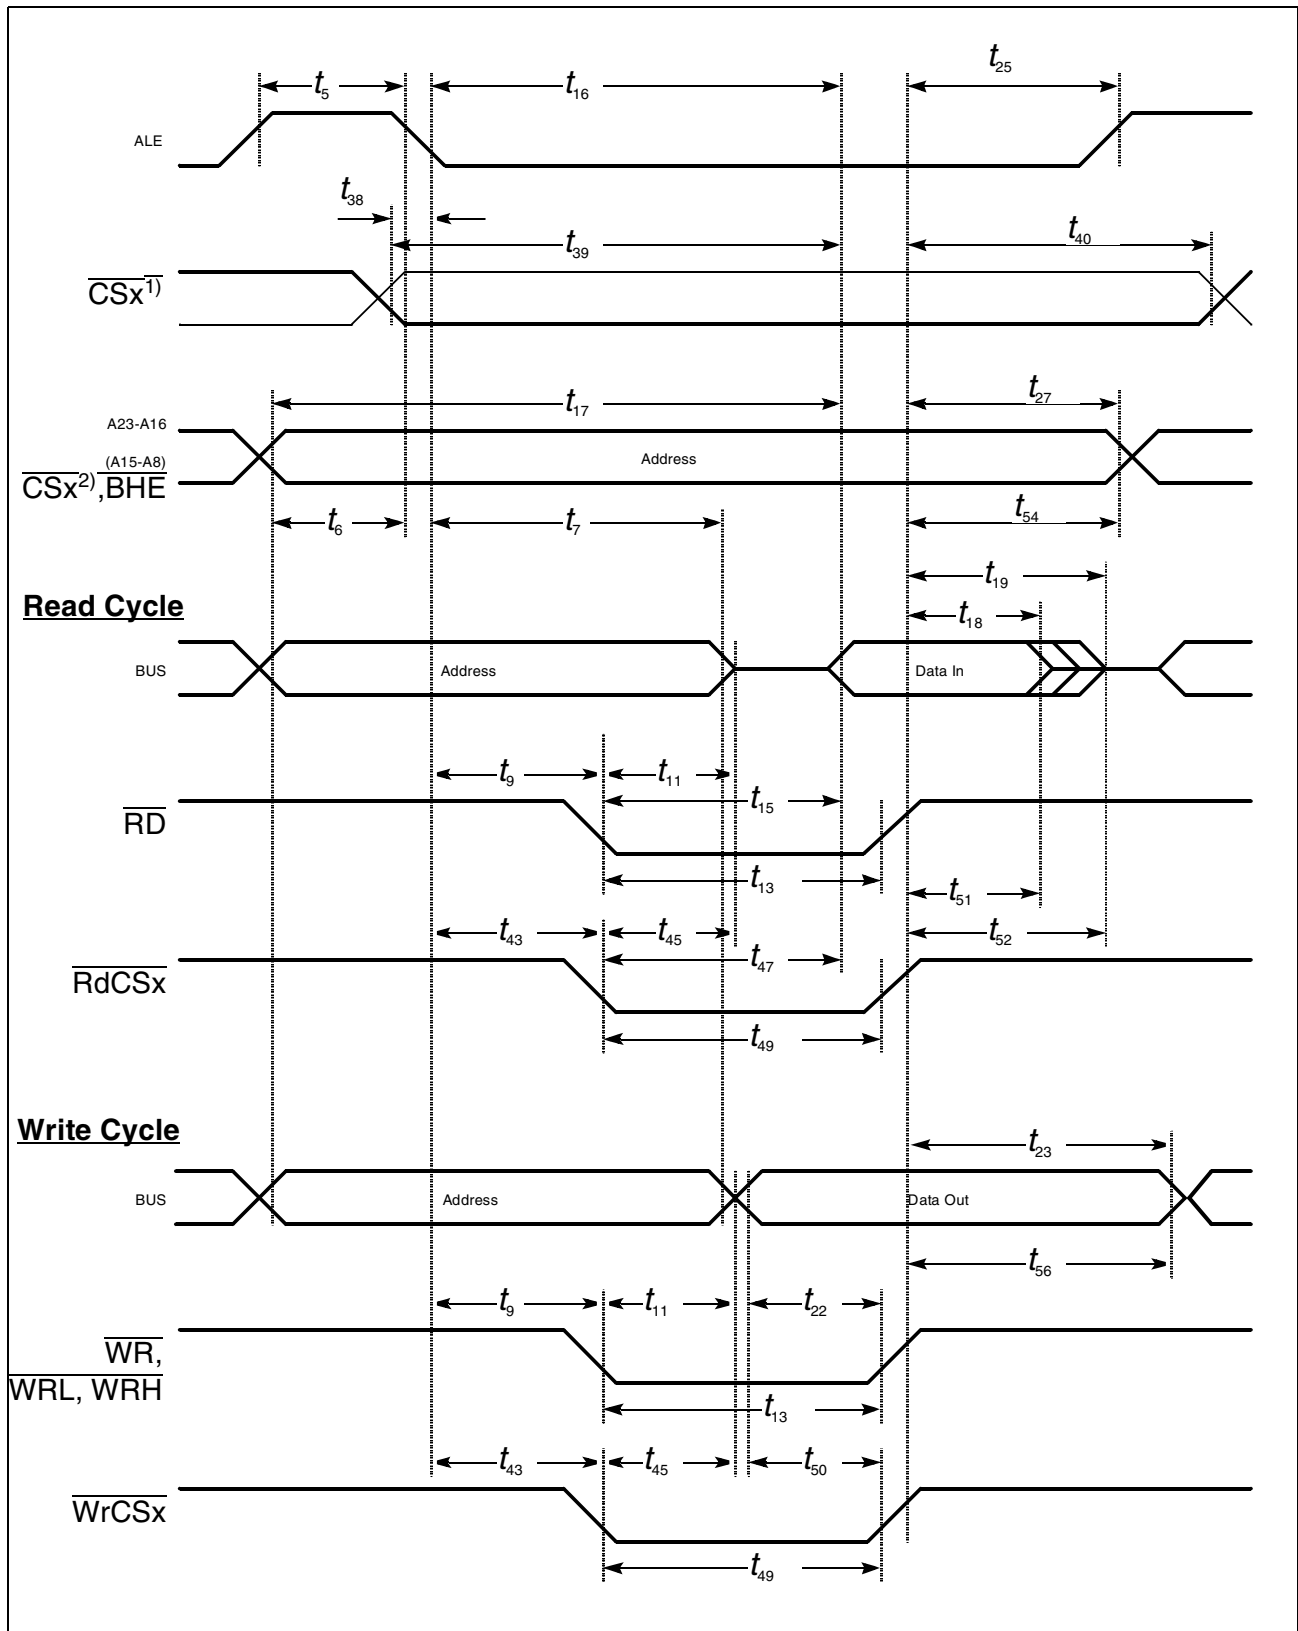 t25
t5
t16
ALE
t38
t39
t40
CSx1)
t17
t27
A23-A16
(A15-A8)
Address
CSx2),BHE
t6
t7
t54
t19
Read Cycle
t18
BUS
Address
Data In
t9
t11
t15
RD
t13
t51
t43
t45
t52
t47
RdCSx
t49
Write Cycle
t23
BUS
Address
Data Out
t56
t9
t11
t22
WR,
WRL, WRH
t13
t43
t45
t50
WrCSx
t49